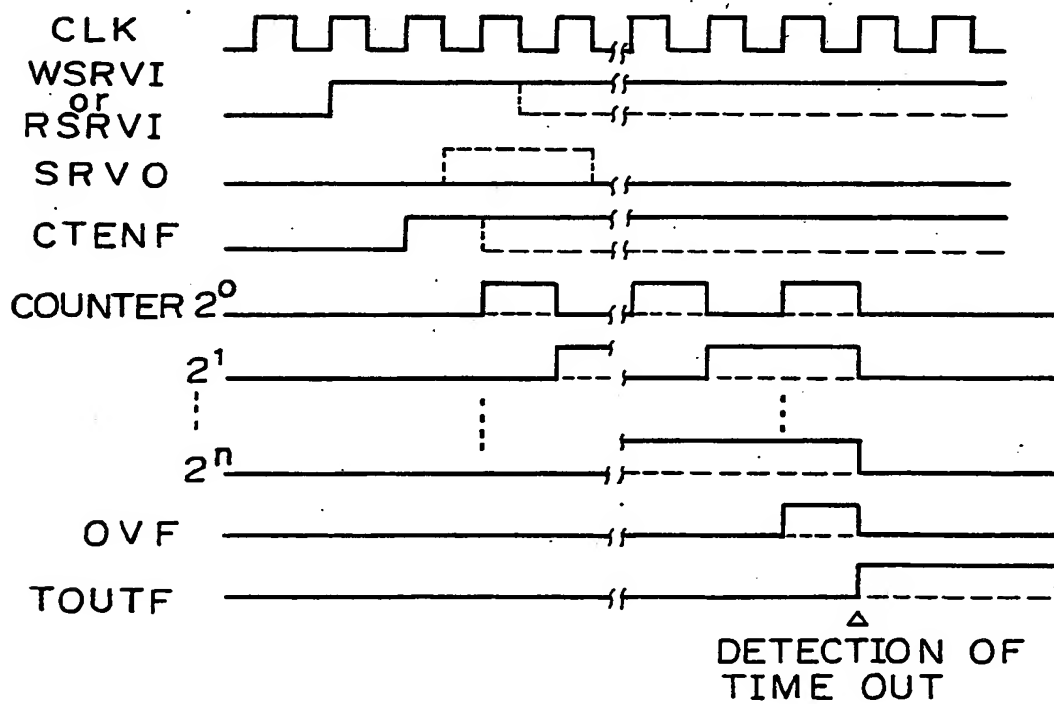 CLK
WSRVI
or
RSRVI
SRVO
CTENF
COUNTER 2⁰
2¹
2ⁿ
OVF
TOUTF
DETECTION OF
TIME OUT